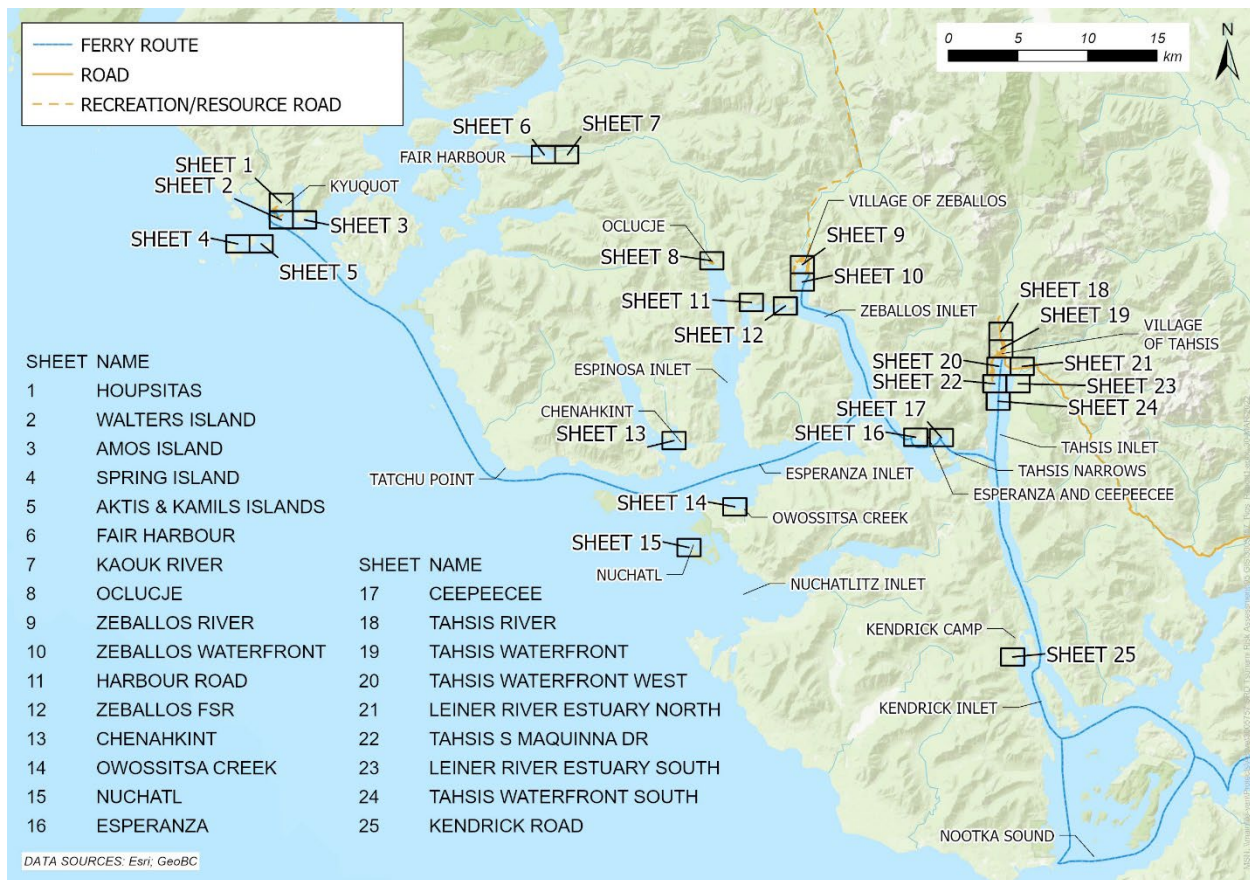 FERRY ROUTE
ROAD
RECREATION/RESOURCE ROAD
0 5 10 15
km
N
SHEET 6
SHEET 7
FAIR HARBOUR
SHEET 1
SHEET 2
KYUQUOT
SHEET 3
SHEET 4
SHEET 5
OCLUCJE
SHEET 8
VILLAGE OF ZEBALLOS
SHEET 9
SHEET 10
SHEET 11
SHEET 12
ZEBALLOS INLET
SHEET 18
SHEET 19
VILLAGE
OF TAHSIS
SHEET 20
SHEET 21
SHEET 22
SHEET 23
SHEET 24
ESPINOSA INLET
CHENAHKINT
SHEET 13
SHEET 17
SHEET 16
TAHSIS INLET
TAHSIS NARROWS
ESPERANZA AND CEEPEECEE
TATCHU POINT
ESPERANZA INLET
SHEET 14
OWOSSITSA CREEK
SHEET 15
NUCHATL
NUCHATLITZ INLET
KENDRICK CAMP
SHEET 25
KENDRICK INLET
NOOTKA SOUND
SHEET NAME
1 HOUPSITAS
2 WALTERS ISLAND
3 AMOS ISLAND
4 SPRING ISLAND
5 AKTIS & KAMILS ISLANDS
6 FAIR HARBOUR
7 KAOUK RIVER
8 OCLUCJE
9 ZEBALLOS RIVER
10 ZEBALLOS WATERFRONT
11 HARBOUR ROAD
12 ZEBALLOS FSR
13 CHENAHKINT
14 OWOSSITSA CREEK
15 NUCHATL
16 ESPERANZA
SHEET NAME
17 CEEPEECEE
18 TAHSIS RIVER
19 TAHSIS WATERFRONT
20 TAHSIS WATERFRONT WEST
21 LEINER RIVER ESTUARY NORTH
22 TAHSIS S MAQUINNA DR
23 LEINER RIVER ESTUARY SOUTH
24 TAHSIS WATERFRONT SOUTH
25 KENDRICK ROAD
DATA SOURCES: Esri; GeoBC